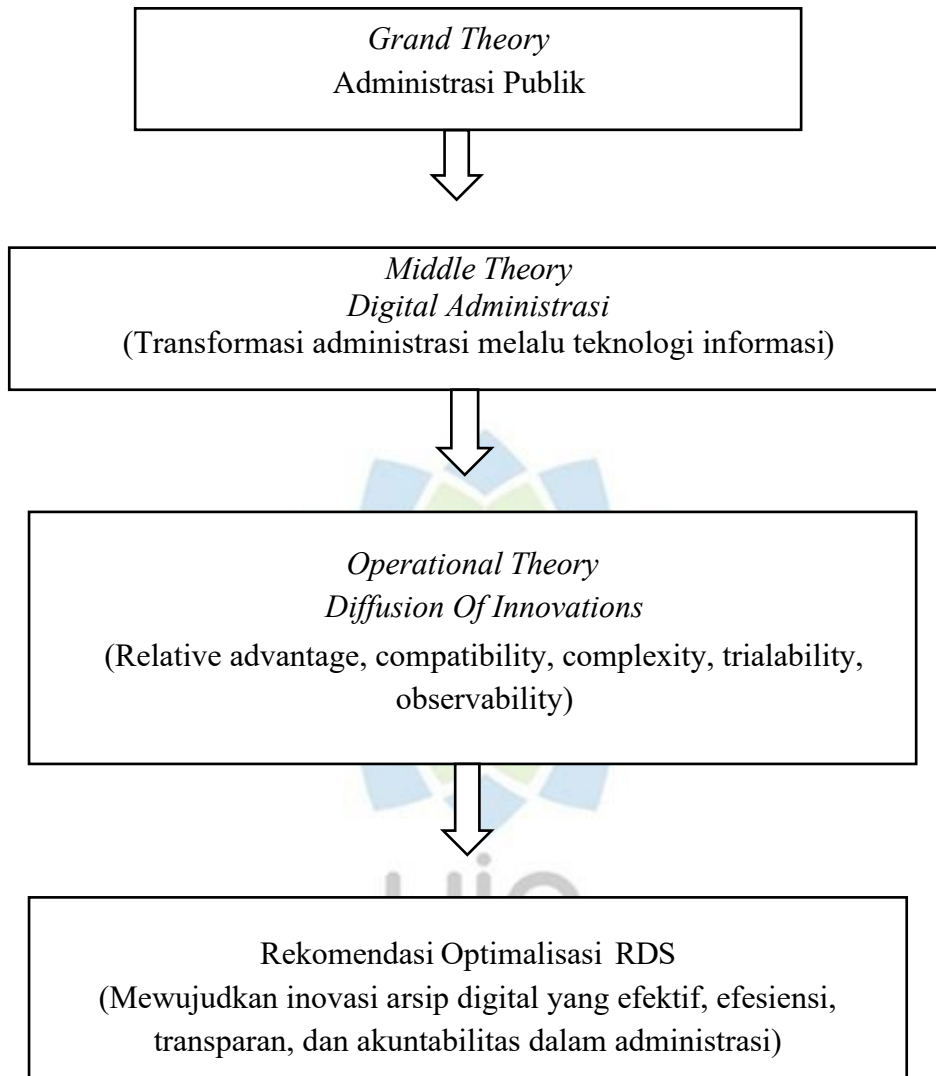 Grand Theory
Administrasi Publik
Middle Theory
Digital Administrasi
(Transformasi administrasi melalu teknologi informasi)
Operational Theory
Diffusion Of Innovations
(Relative advantage, compatibility, complexity, trialability,
observability)
Rekomendasi Optimalisasi RDS
(Mewujudkan inovasi arsip digital yang efektif, efesiensi,
transparan, dan akuntabilitas dalam administrasi)